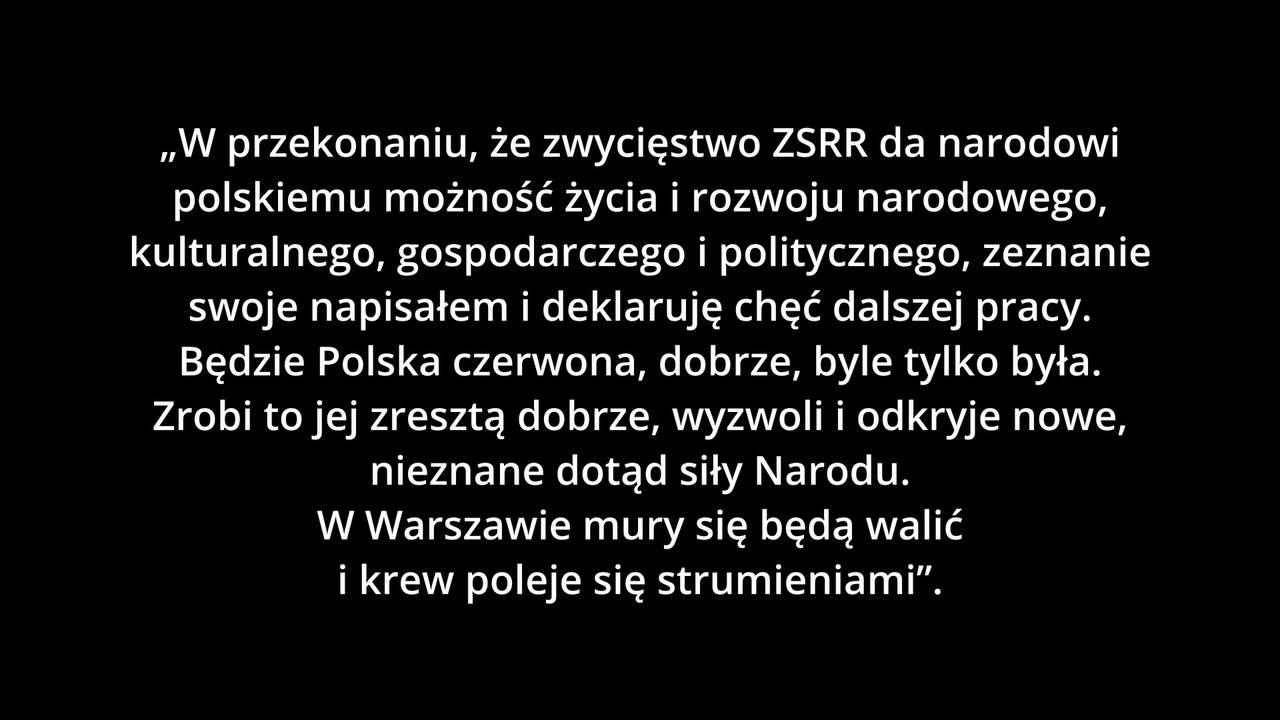 „W przekonaniu, że zwycięstwo ZSRR da narodowi
polskiemu możność życia i rozwoju narodowego,
kulturalnego, gospodarczego i politycznego, zeznanie
swoje napisałem i deklaruję chęć dalszej pracy.
Będzie Polska czerwona, dobrze, byle tylko była.
Zrobi to jej zresztą dobrze, wyzwoli i odkryje nowe,
nieznane dotąd siły Narodu.
W Warszawie mury się będą walić
i krew poleje się strumieniami”.